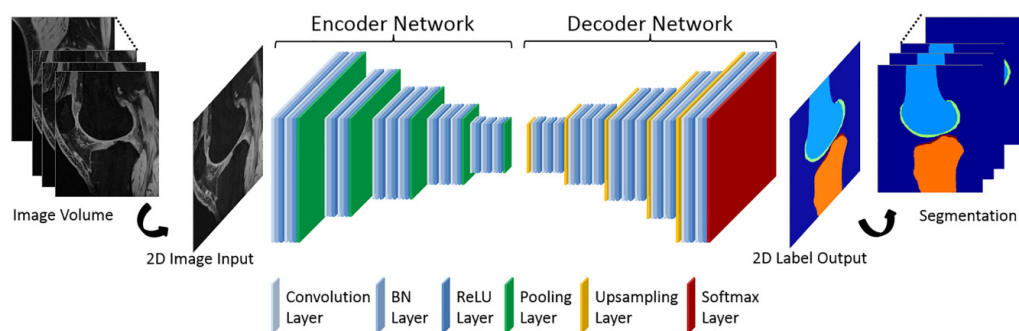 Encoder Network
Decoder Network
Image Volume
2D Image Input
2D Label Output
Segmentation
Convolution
Layer
BN
Layer
ReLU
Layer
Pooling
Layer
Upsampling
Layer
Softmax
Layer